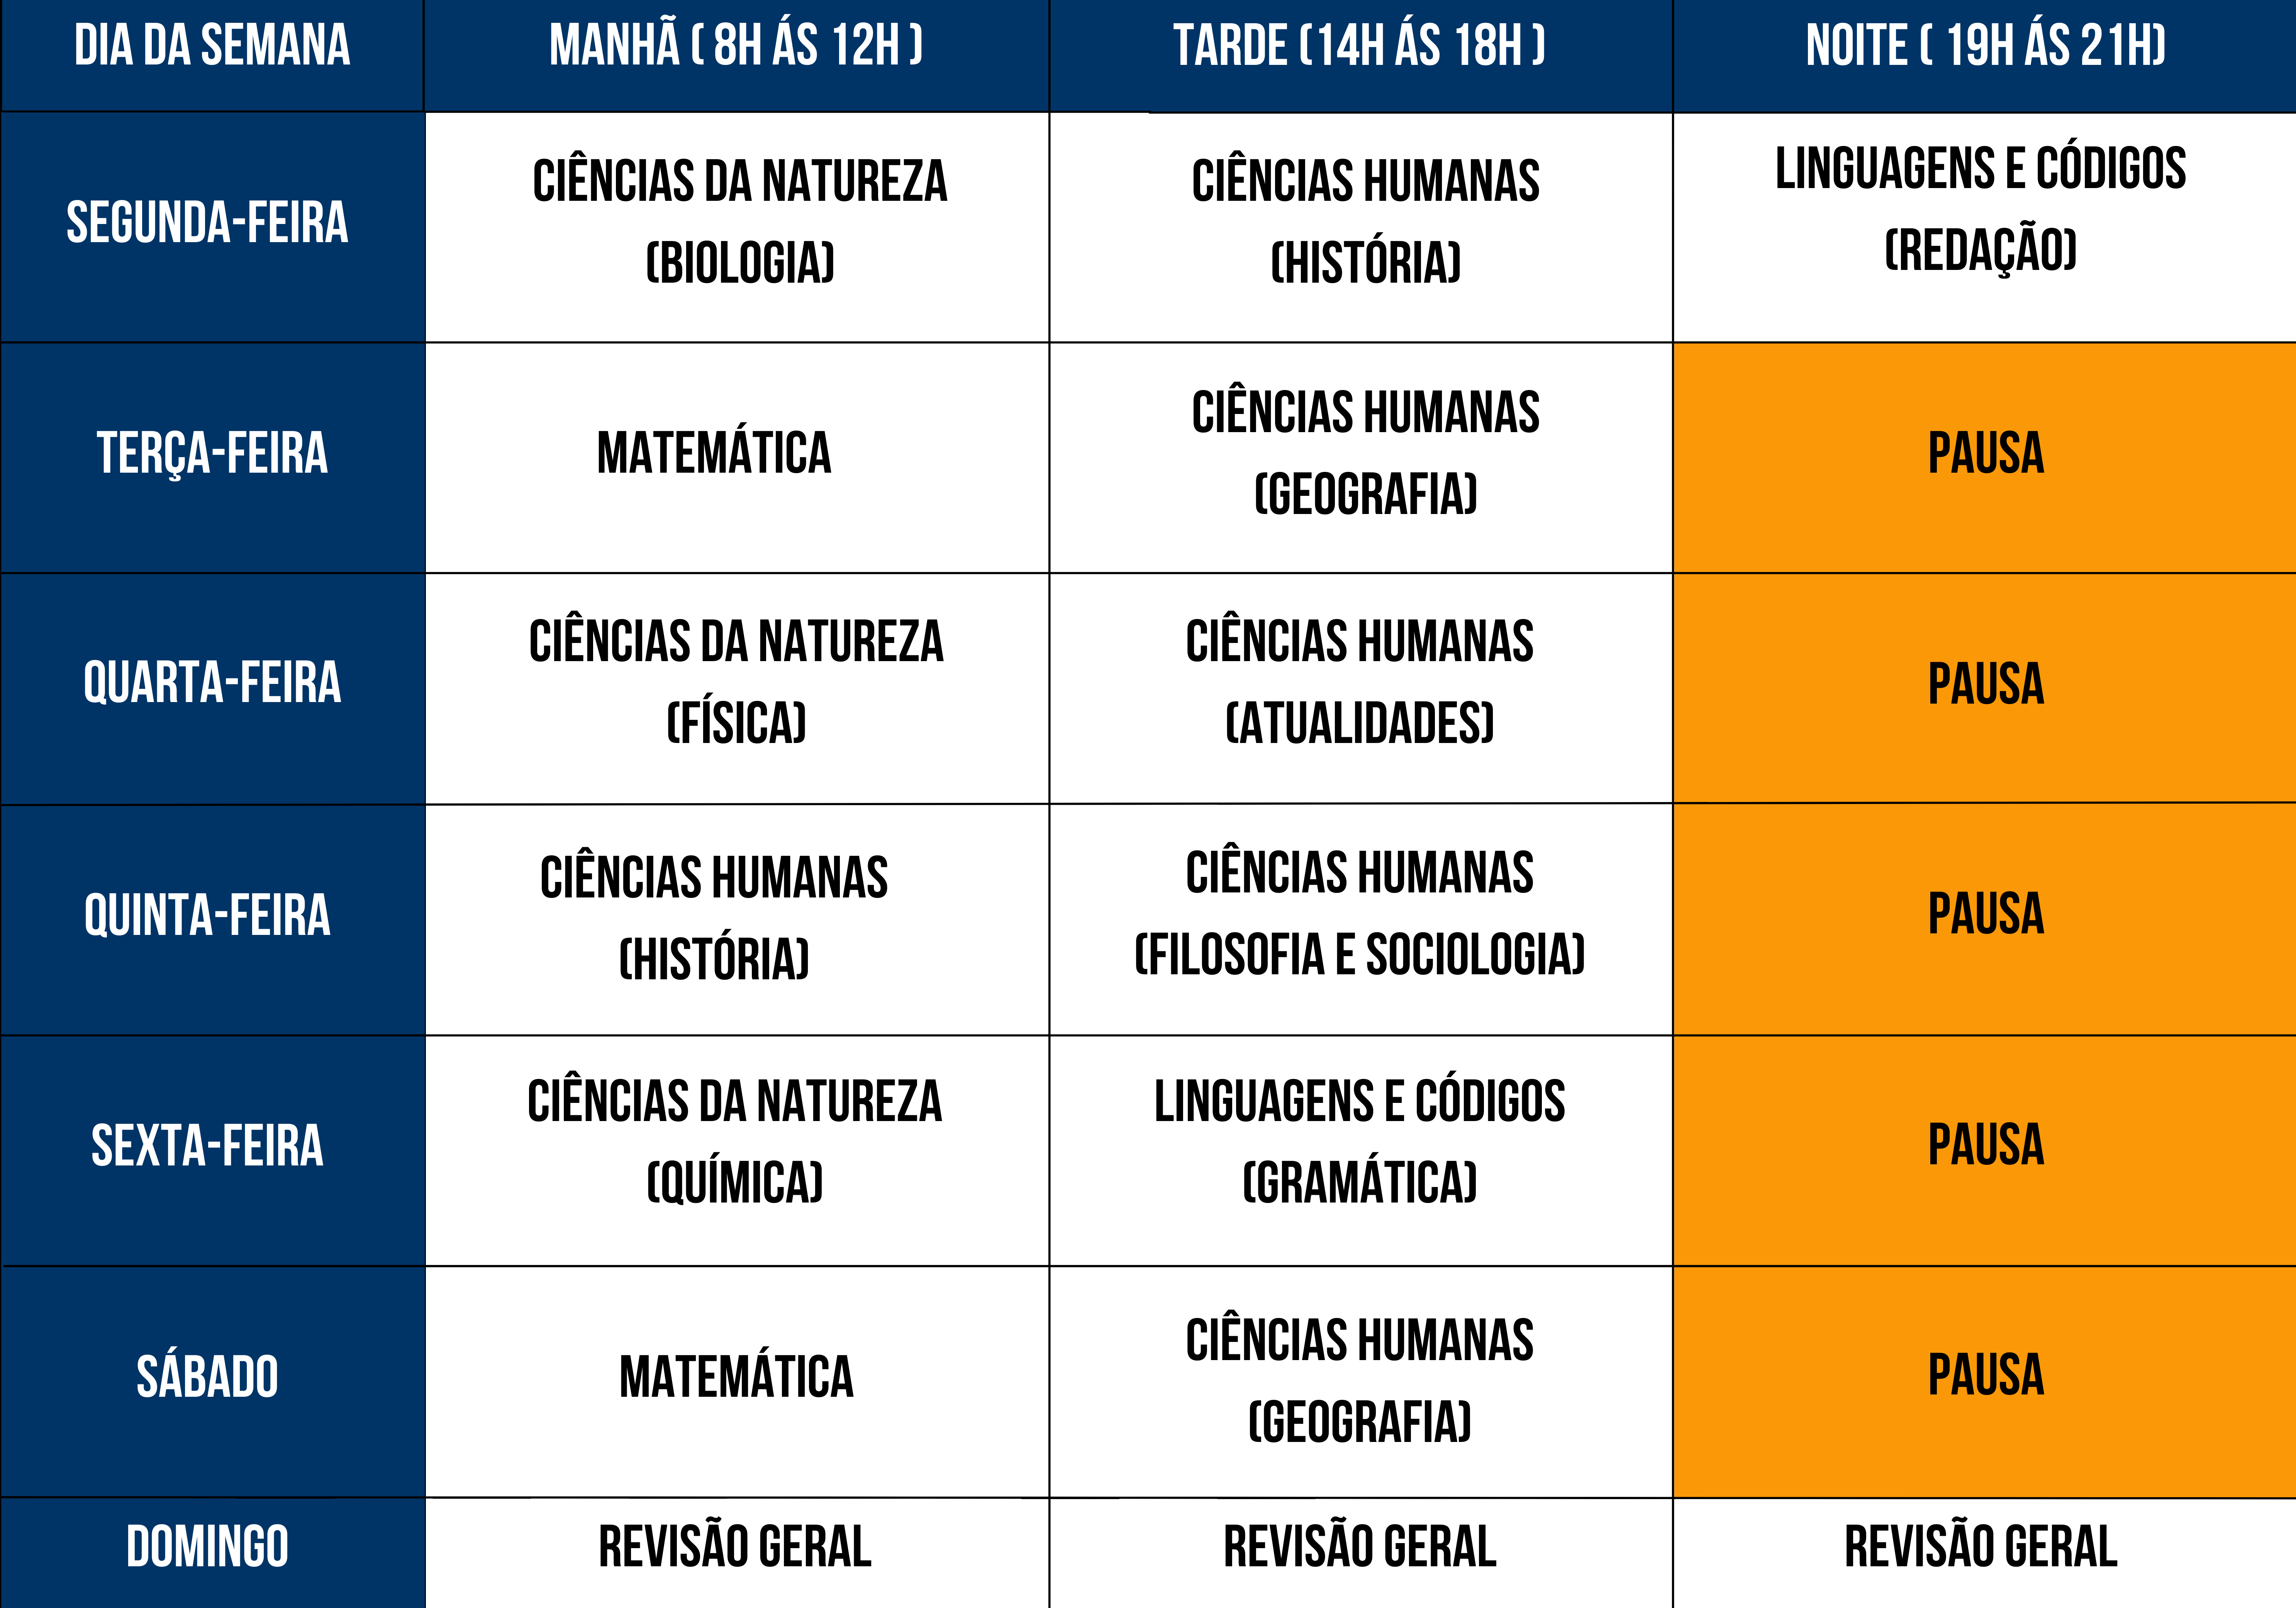 DIA DA SEMANA
MANHÃ ( 8H ÁS 12H )
TARDE (14H ÁS 18H )
NOITE ( 19H ÁS 21H)
SEGUNDA-FEIRA
CIÊNCIAS DA NATUREZA
(BIOLOGIA)
CIÊNCIAS HUMANAS
(HISTÓRIA)
LINGUAGENS E CÓDIGOS
(REDAÇÃO)
TERÇA-FEIRA
MATEMÁTICA
CIÊNCIAS HUMANAS
(GEOGRAFIA)
PAUSA
QUARTA-FEIRA
CIÊNCIAS DA NATUREZA
(FÍSICA)
CIÊNCIAS HUMANAS
(ATUALIDADES)
PAUSA
QUINTA-FEIRA
CIÊNCIAS HUMANAS
(HISTÓRIA)
CIÊNCIAS HUMANAS
(FILOSOFIA E SOCIOLOGIA)
PAUSA
SEXTA-FEIRA
CIÊNCIAS DA NATUREZA
(QUÍMICA)
LINGUAGENS E CÓDIGOS
(GRAMÁTICA)
PAUSA
SÁBADO
MATEMÁTICA
CIÊNCIAS HUMANAS
(GEOGRAFIA)
PAUSA
DOMINGO
REVISÃO GERAL
REVISÃO GERAL
REVISÃO GERAL